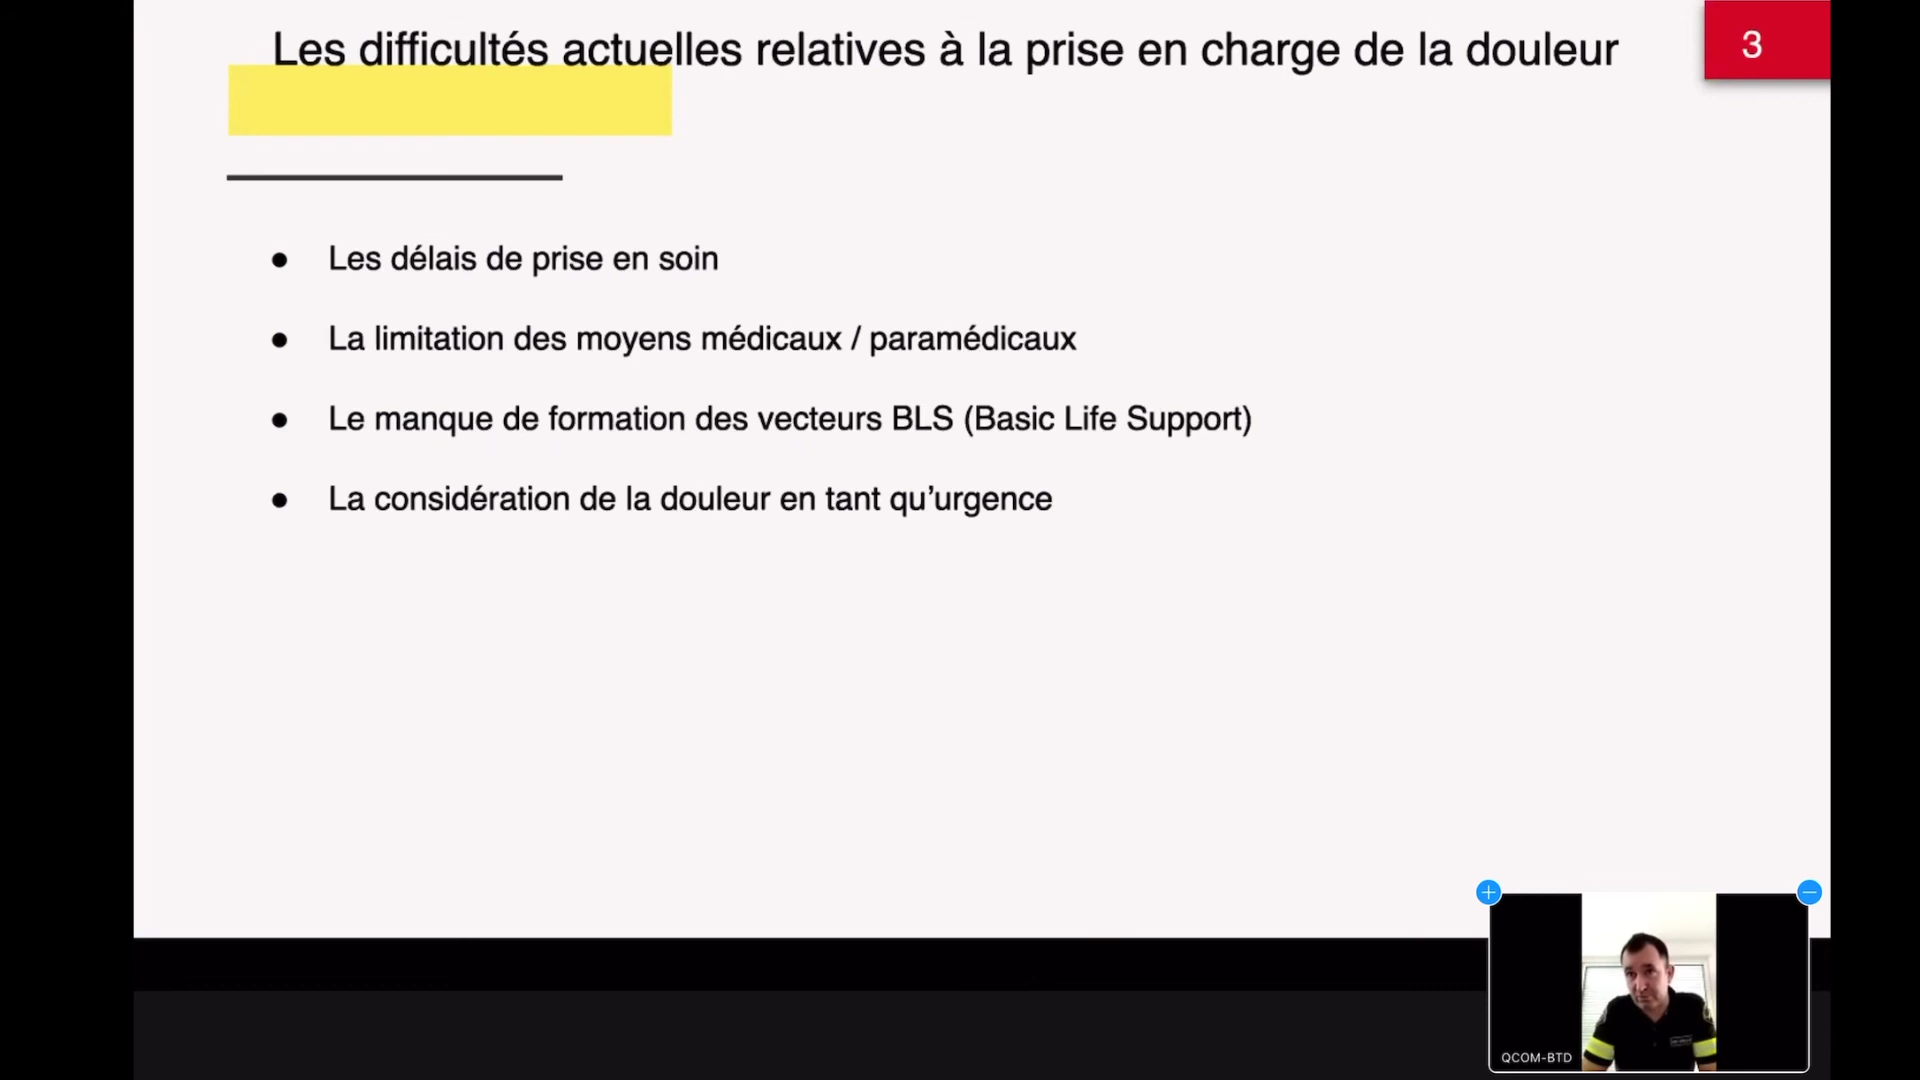 Les difficultés actuelles relatives à la prise en charge de la douleur
3
● Les délais de prise en soin
● La limitation des moyens médicaux / paramédicaux
● Le manque de formation des vecteurs BLS (Basic Life Support)
● La considération de la douleur en tant qu’urgence
QCOM-BTD